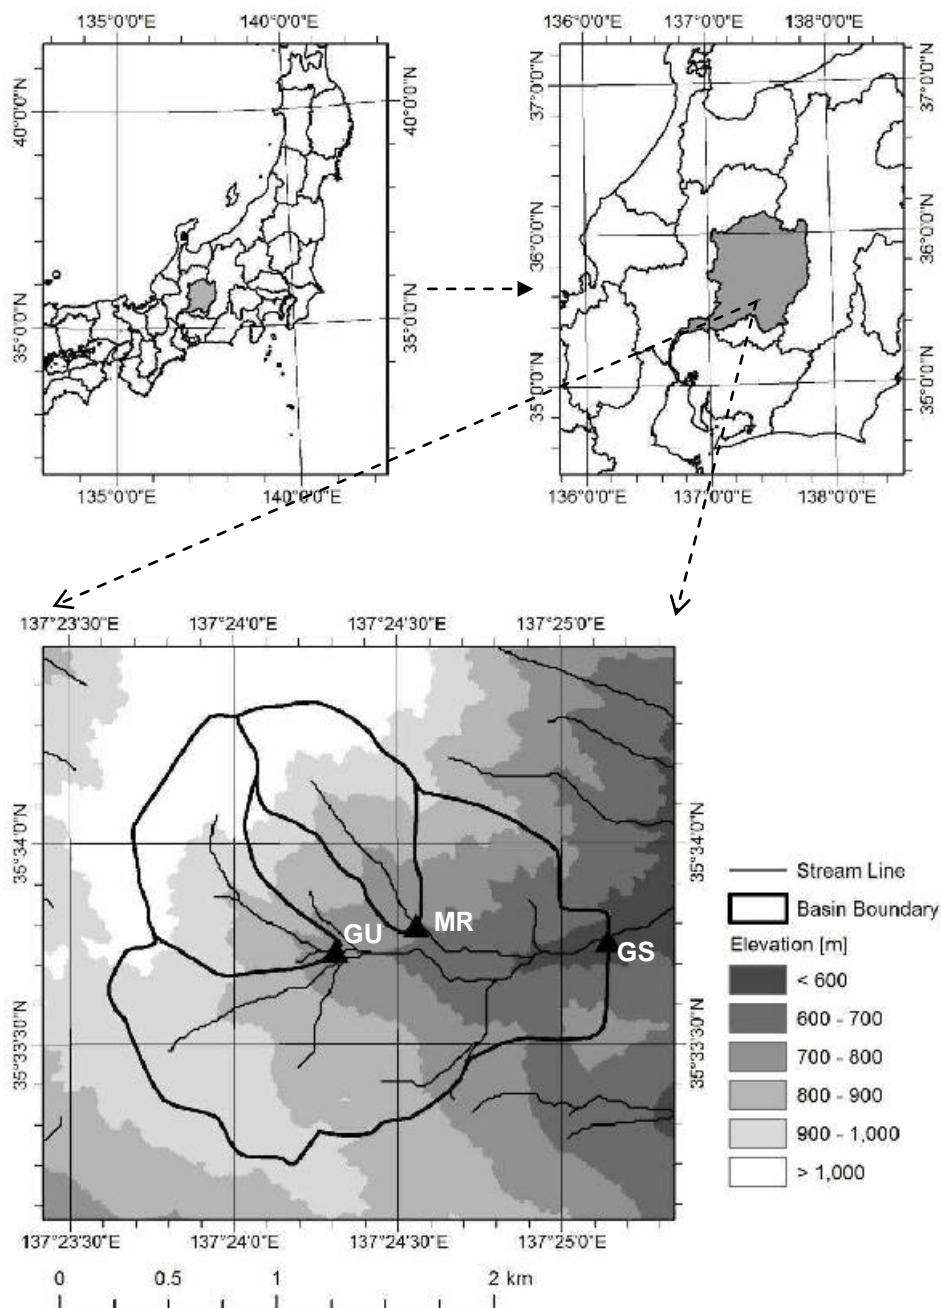 135°0'0"E 140°0'0"E
136°0'0"E 137°0'0"E 138°0'0"E
40°0'0"N 40°0'0"N
35°0'0"N 35°0'0"N
37°0'0"N 37°0'0"N
36°0'0"N 36°0'0"N
35°0'0"N 35°0'0"N
135°0'0"E 140°0'0"E
136°0'0"E 137°0'0"E 138°0'0"E
137°23'30"E 137°24'0"E 137°24'30"E 137°25'0"E
35°34'0"N 35°34'0"N
35°33'30"N 35°33'30"N
GU
MR
GS
Stream Line
Basin Boundary
Elevation [m]
< 600
600 - 700
700 - 800
800 - 900
900 - 1,000
> 1,000
137°23'30"E 137°24'0"E 137°24'30"E 137°25'0"E
0 0.5 1 2 km